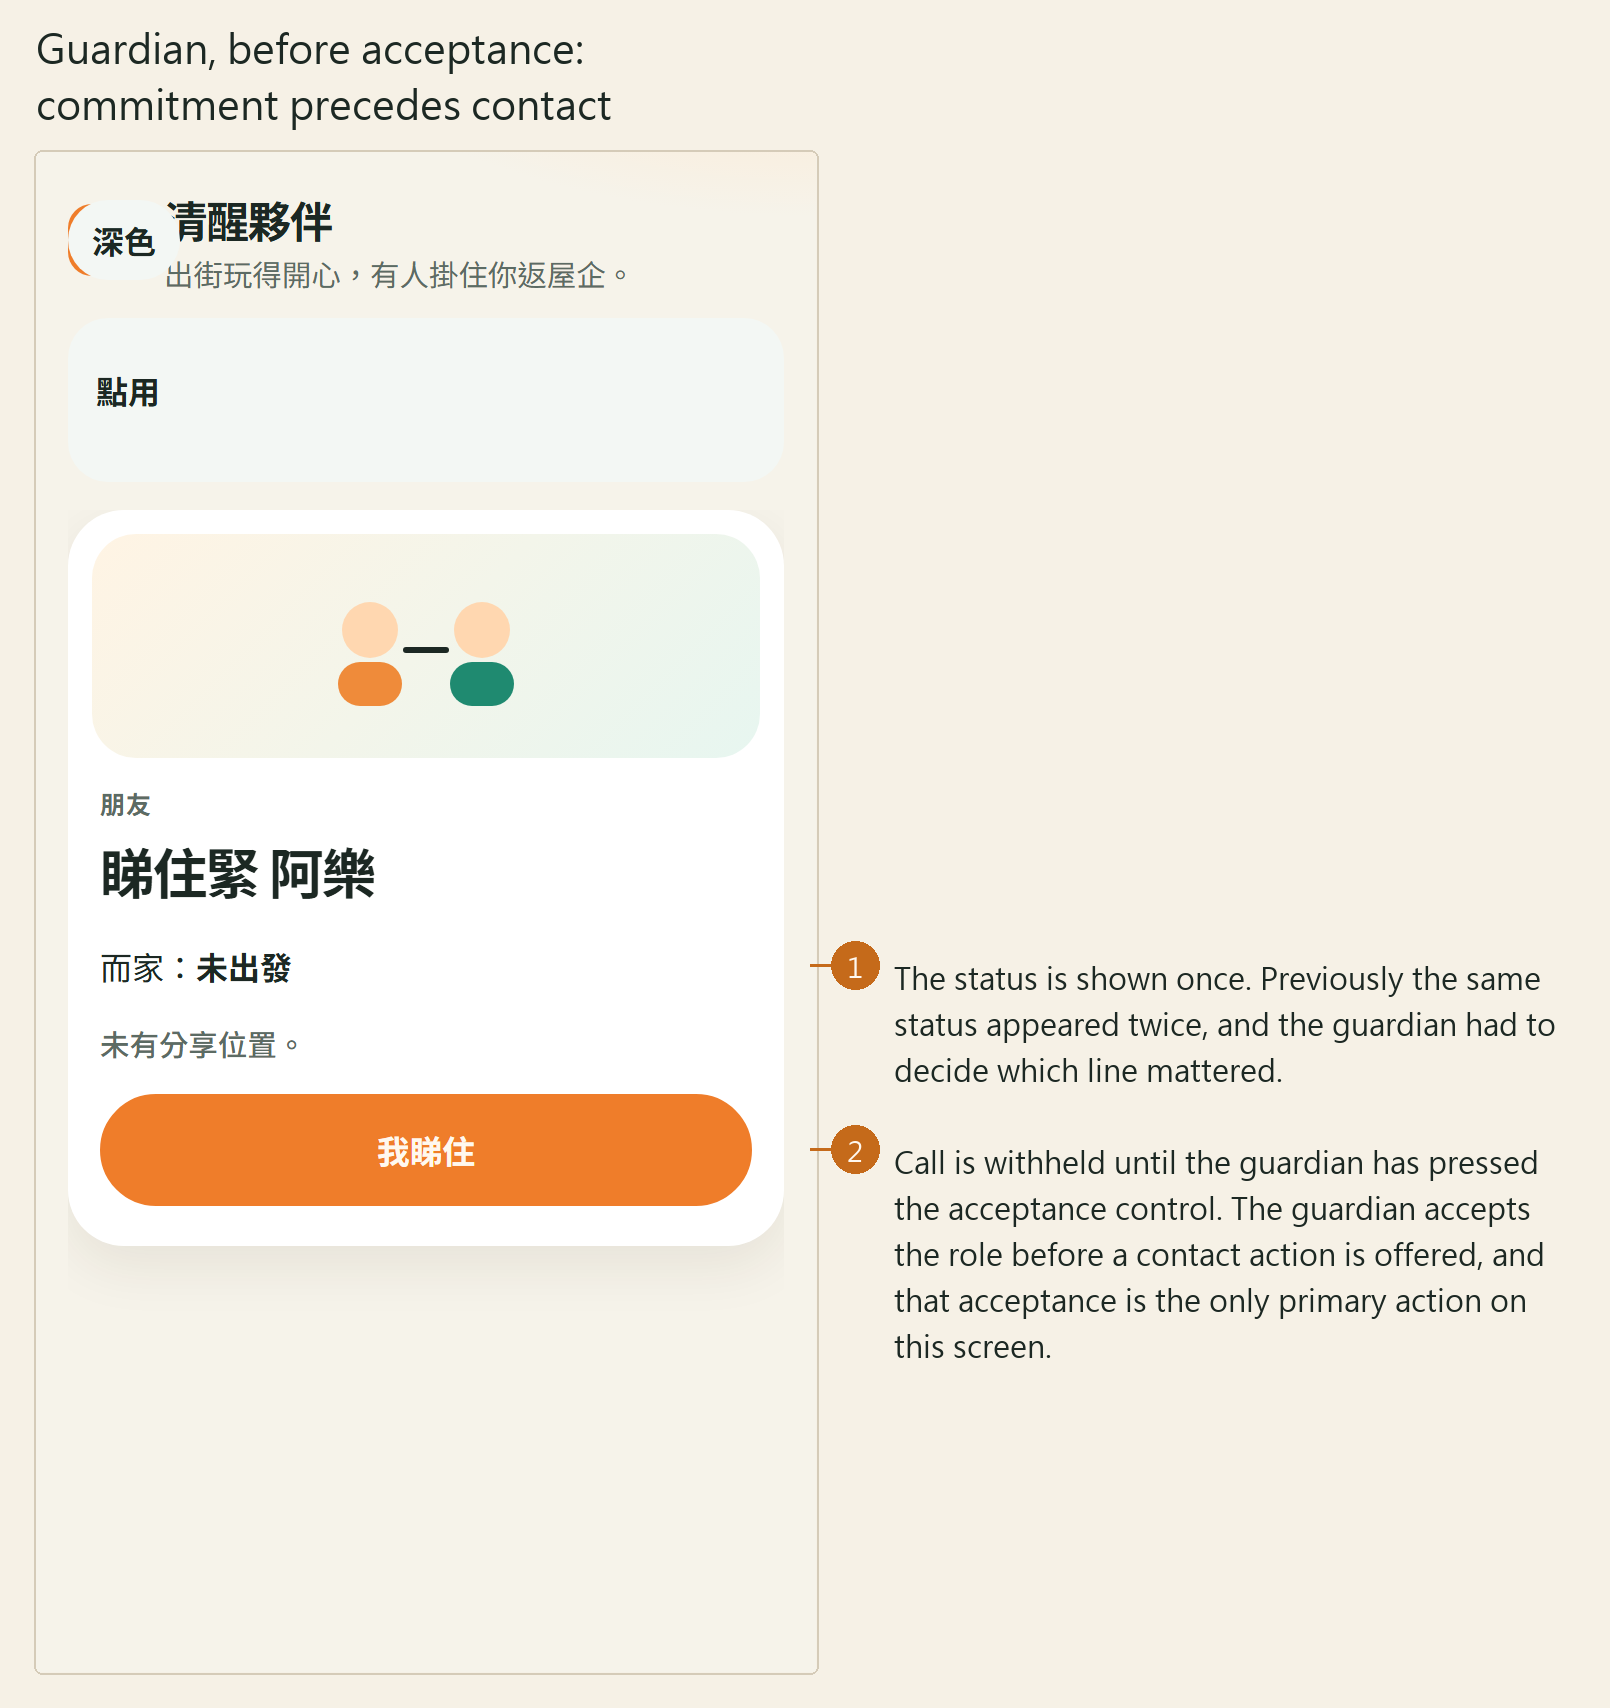 Guardian, before acceptance:
commitment precedes contact
深色
清醒夥伴
出街玩得開心，有人掛住你返屋企。
點用
朋友
睇住緊 阿樂
而家：未出發
未有分享位置。
我睇住
1
The status is shown once. Previously the same
status appeared twice, and the guardian had to
decide which line mattered.
2
Call is withheld until the guardian has pressed
the acceptance control. The guardian accepts
the role before a contact action is offered, and
that acceptance is the only primary action on
this screen.